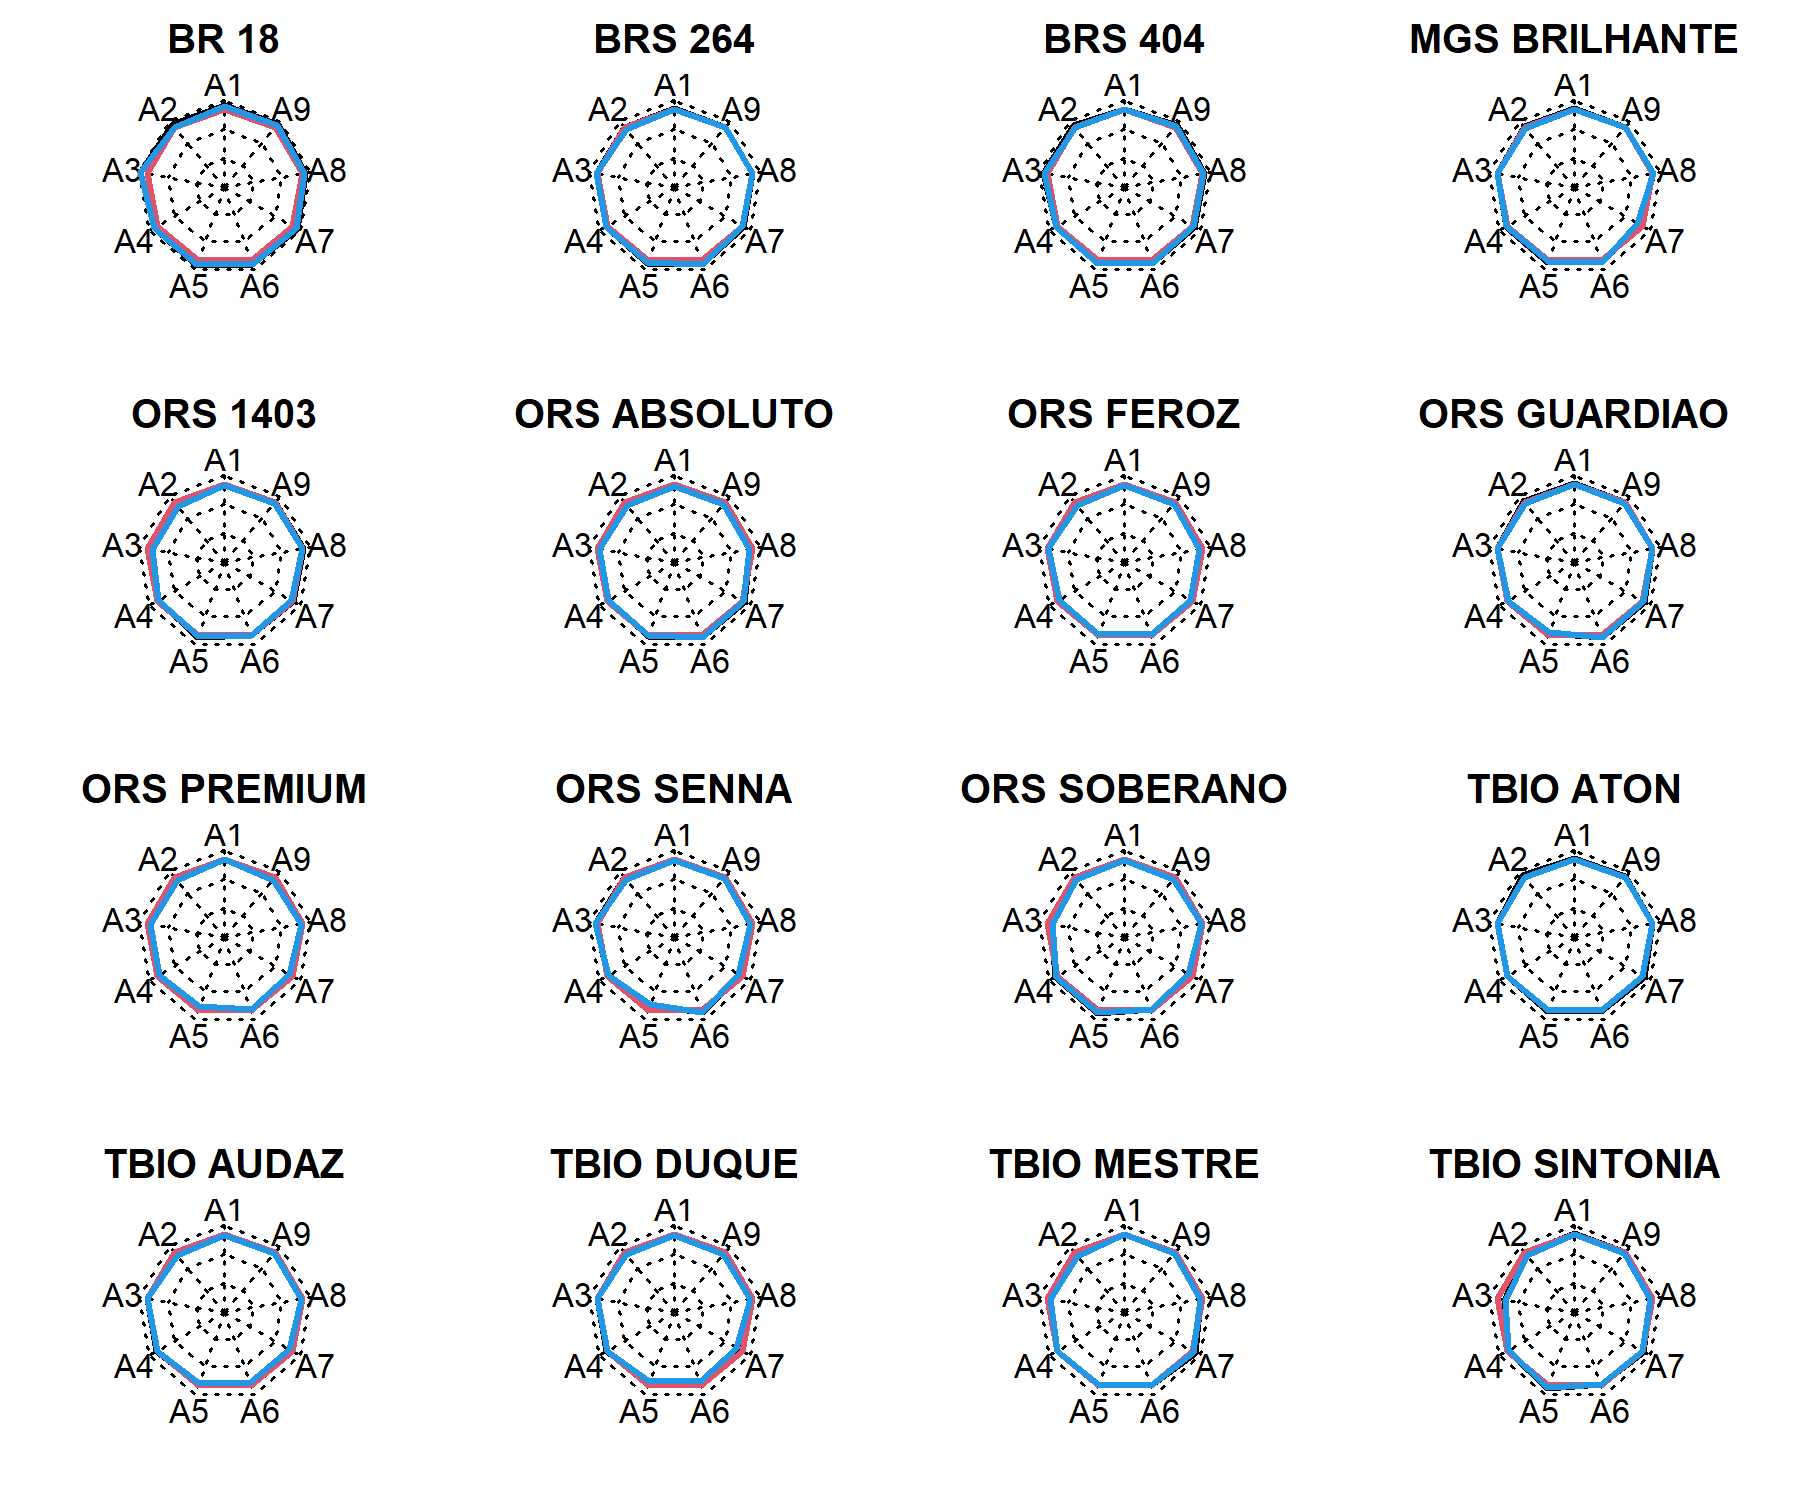 BR 18
BRS 264
BRS 404
MGS BRILHANTE
A1
A2
A9
A3
A8
A4
A7
A5
A6
A1
A2
A9
A3
A8
A4
A7
A5
A6
A1
A2
A9
A3
A8
A4
A7
A5
A6
A1
A2
A9
A3
A8
A4
A7
A5
A6
ORS 1403
ORS ABSOLUTO
ORS FEROZ
ORS GUARDIAO
A1
A2
A9
A3
A8
A4
A7
A5
A6
A1
A2
A9
A3
A8
A4
A7
A5
A6
A1
A2
A9
A3
A8
A4
A7
A5
A6
A1
A2
A9
A3
A8
A4
A7
A5
A6
ORS PREMIUM
ORS SENNA
ORS SOBERANO
TBIO ATON
A1
A2
A9
A3
A8
A4
A7
A5
A6
A1
A2
A9
A3
A8
A4
A7
A5
A6
A1
A2
A9
A3
A8
A4
A7
A5
A6
A1
A2
A9
A3
A8
A4
A7
A5
A6
TBIO AUDAZ
TBIO DUQUE
TBIO MESTRE
TBIO SINTONIA
A1
A2
A9
A3
A8
A4
A7
A5
A6
A1
A2
A9
A3
A8
A4
A7
A5
A6
A1
A2
A9
A3
A8
A4
A7
A5
A6
A1
A2
A9
A3
A8
A4
A7
A5
A6